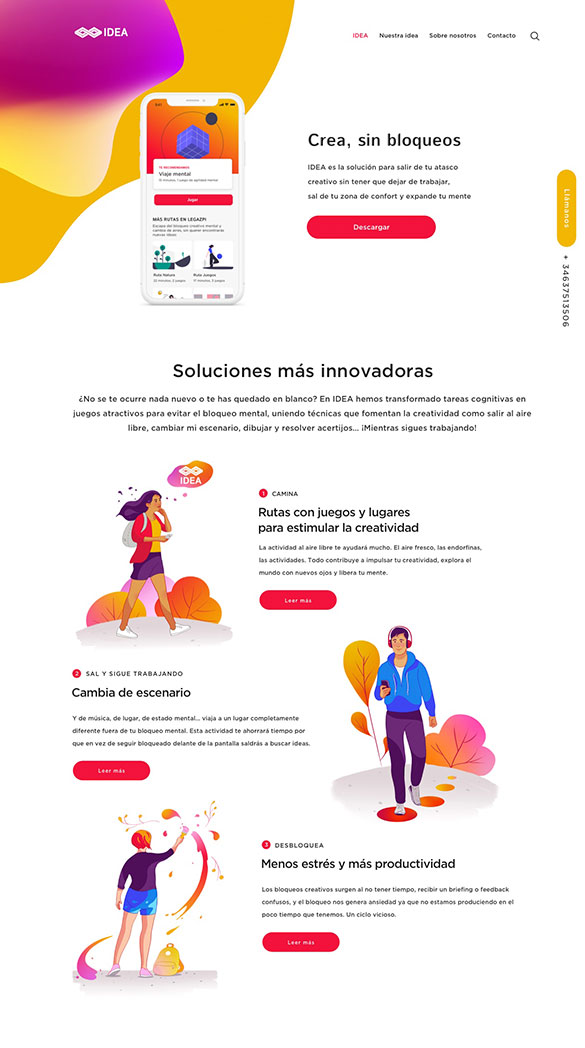 IDEA
IDEA Nuestra idea Sobre nosotros Contacto
TE RECOMENDAMOS
Viaje mental
Jugar
MÁS RUTAS EN LEGAZPI
Escapa del bloqueo creativo mental y
Ruta Nature
Ruta Juegos
Crea, sin bloqueos
IDEA es la solución para salir de tu atasco
creativo sin tener que dejar de trabajar,
sal de tu zona de confort y expande tu mente
Descargar
Llámanos
+ 34637513506
Soluciones más innovadoras
¿No se te ocurre nada nuevo o te has quedado en blanco? En IDEA hemos transformado tareas cognitivas en
juegos atractivos para evitar el bloqueo mental, uniendo técnicas que fomentan la creatividad como salir al aire
libre, cambiar mi escenario, dibujar y resolver acertijos... ¡Mientras sigues trabajando!
IDEA
1 CAMINA
Rutas con juegos y lugares
para estimular la creatividad
La actividad al aire libre te ayudará mucho. El aire fresco, las endorfinas,
las actividades. Todo contribuye a impulsar tu creatividad, explora el
mundo con nuevos ojos y libera tu mente.
Leer más
2 SAL Y SIGUE TRABAJANDO
Cambia de escenario
Y de música, de lugar, de estado mental... viaja a un lugar completamente
diferente fuera de tu bloqueo mental. Esta actividad te ahorrará tiempo por
que en vez de seguir bloqueado delante de la pantalla saldrás a buscar ideas.
Leer más
3 DESBLOQUEA
Menos estrés y más productividad
Los bloqueos creativos surgen al no tener tiempo, recibir un briefing o feedback
confusos, y el bloqueo nos genera ansiedad ya que no estamos produciendo en el
poco tiempo que tenemos. Un ciclo vicioso.
Leer más